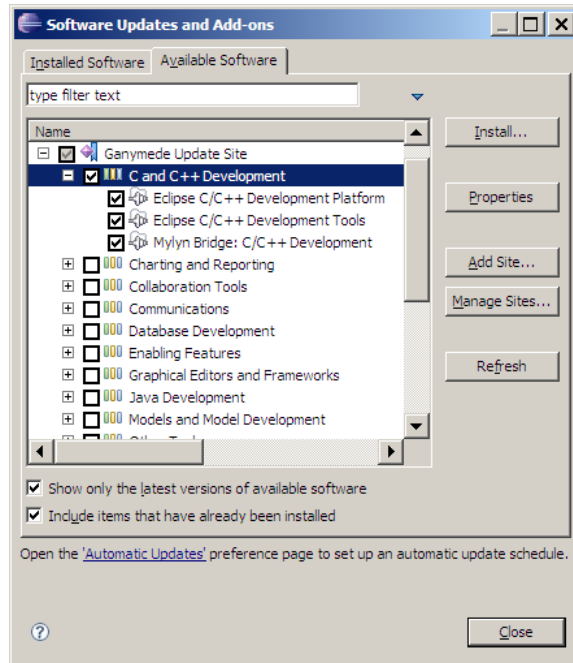 Software Updates and Add-ons
Installed Software
Available Software
type filter text
Name
Install...
Ganymede Update Site
C and C++ Development
Eclipse C/C++ Development Platform
Properties
Eclipse C/C++ Development Tools
Mylyn Bridge: C/C++ Development
Charting and Reporting
Add Site...
Collaboration Tools
Communications
Manage Sites...
Database Development
Enabling Features
Refresh
Graphical Editors and Frameworks
Java Development
Models and Model Development
Show only the latest versions of available software
Include items that have already been installed
Open the 'Automatic Updates' preference page to set up an automatic update schedule.
?
Close